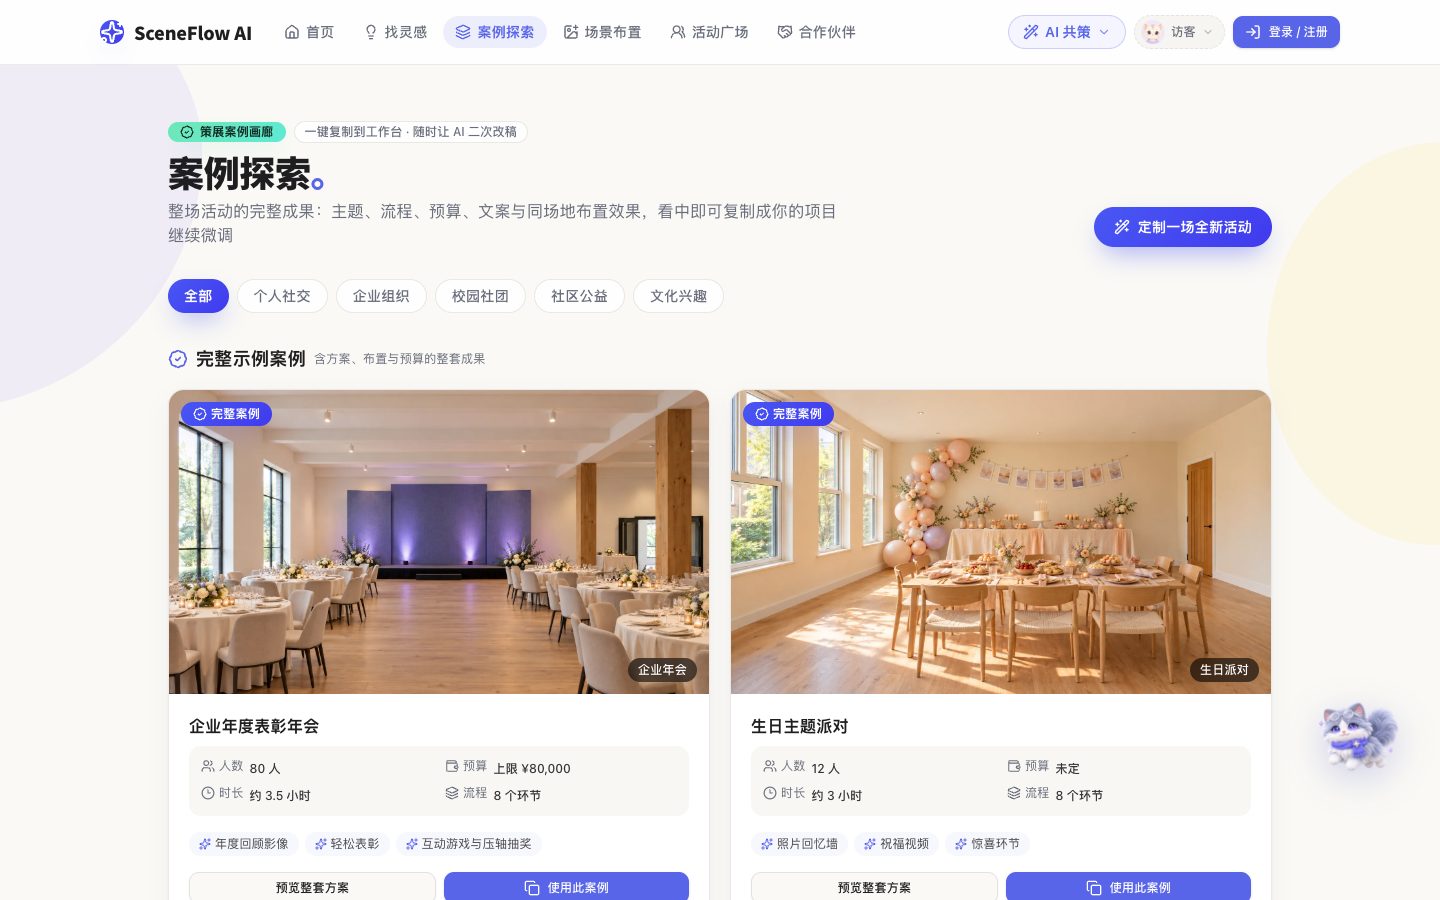 SceneFlow AI
首页
找灵感
案例探索
场景布置
活动广场
合作伙伴
AI 共策
访客
登录 / 注册
策展案例画廊
一键复制到工作台 · 随时让 AI 二次改稿
案例探索。
整场活动的完整成果：主题、流程、预算、文案与同场地布置效果，看中即可复制成你的项目
继续微调
定制一场全新活动
全部
个人社交
企业组织
校园社团
社区公益
文化兴趣
完整示例案例 含方案、布置与预算的整套成果
完整案例
企业年会
企业年度表彰年会
人数 80 人
预算 上限 ¥80,000
时长 约 3.5 小时
流程 8 个环节
年度回顾影像
轻松表彰
互动游戏与压轴抽奖
预览整套方案
使用此案例
完整案例
生日派对
生日主题派对
人数 12 人
预算 未定
时长 约 3 小时
流程 8 个环节
照片回忆墙
祝福视频
惊喜环节
预览整套方案
使用此案例